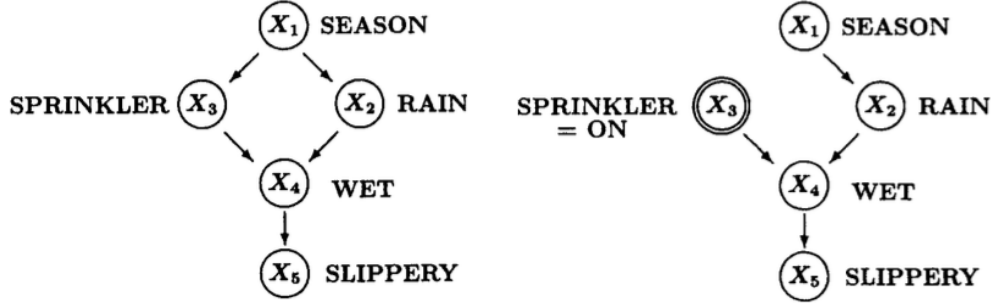 X1 SEASON
SPRINKLER X3
X2 RAIN
X4 WET
X5 SLIPPERY
X1 SEASON
SPRINKLER X3
= ON
X2 RAIN
X4 WET
X5 SLIPPERY